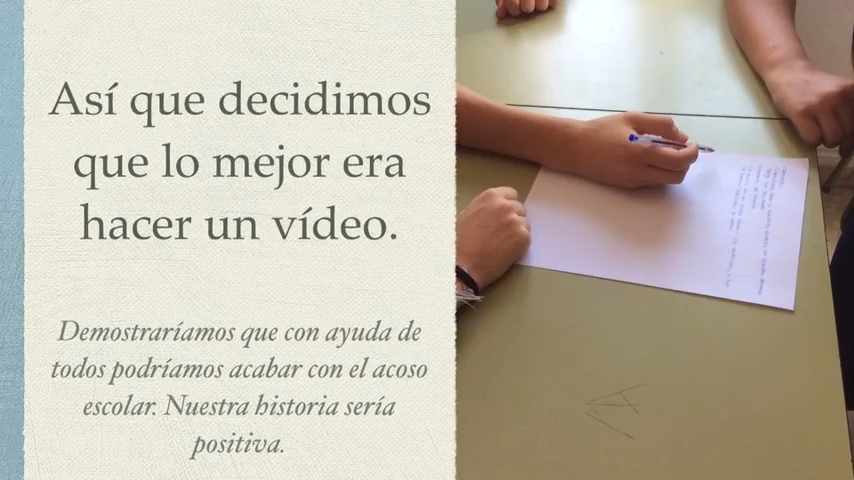 Así que decidimos
que lo mejor era
hacer un vídeo.
Demostraríamos que con ayuda de
todos podríamos acabar con el acoso
escolar. Nuestra historia sería
positiva.